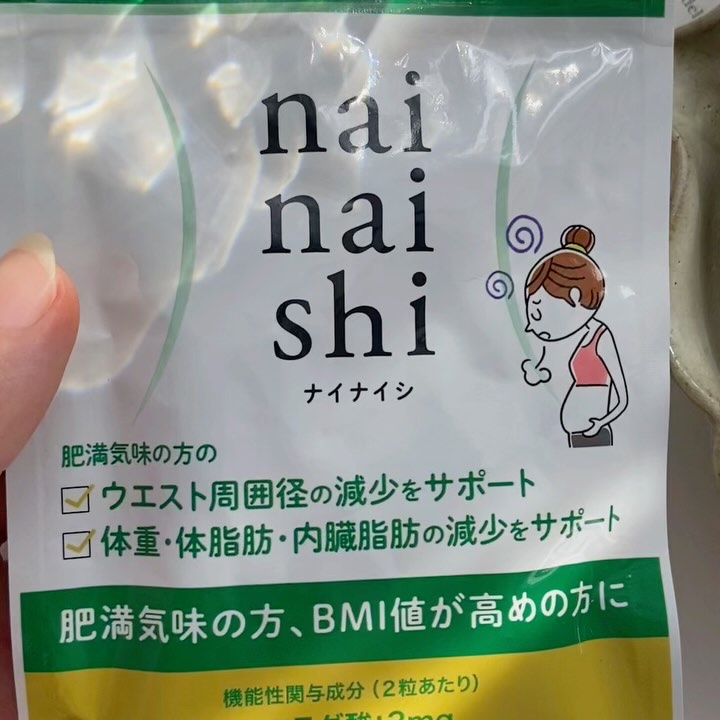 nai
nai
shi
ナイナイシ
肥満気味の方の
ウエスト周囲径の減少をサポート
体重・体脂肪・内臓脂肪の減少をサポート
肥満気味の方、BMI値が高めの方に
機能性関与成分（2粒あたり）